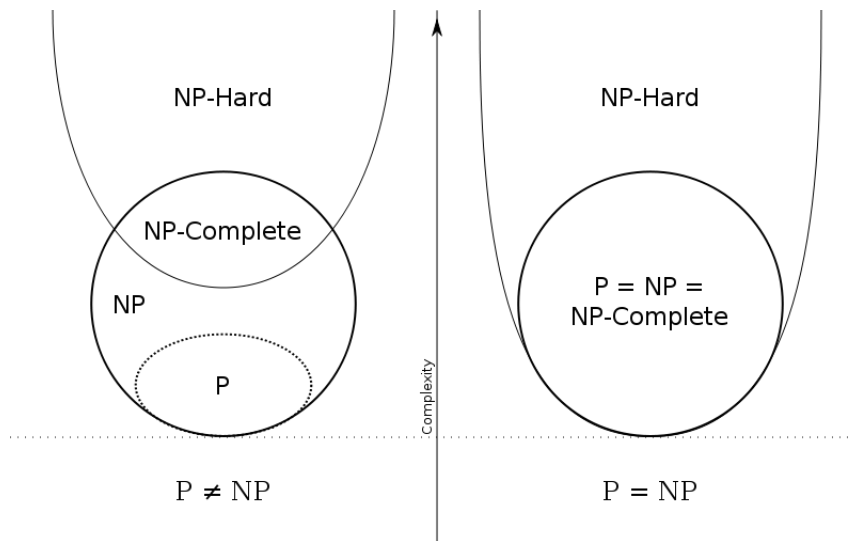 NP-Hard
NP-Complete
NP
P
P ≠ NP
Complexity
NP-Hard
P = NP =
NP-Complete
P = NP